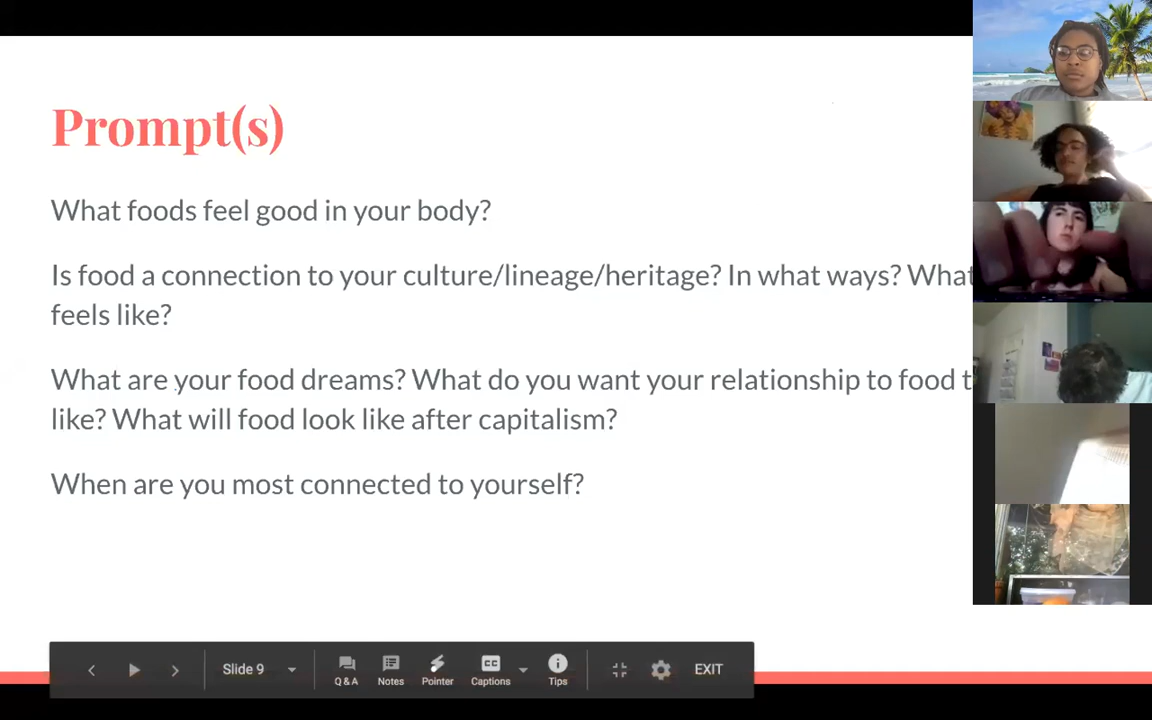 Prompt(s)
What foods feel good in your body?
Is food a connection to your culture/lineage/heritage? In what ways? What
feels like?
What are your food dreams? What do you want your relationship to food t
like? What will food look like after capitalism?
When are you most connected to yourself?
Slide 9
CC
Q & A Notes Pointer Captions Tips
EXIT